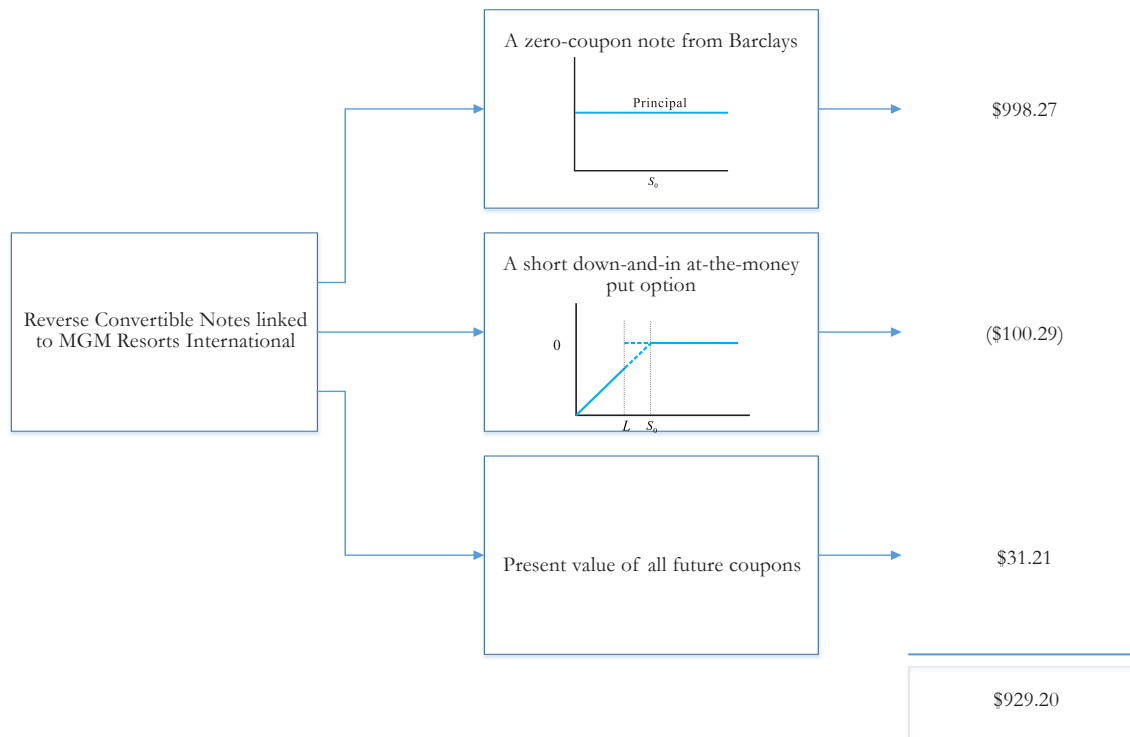 A zero-coupon note from Barclays
Principal
S₀
$998.27
Reverse Convertible Notes linked
to MGM Resorts International
A short down-and-in at-the-money
put option
0
L S₀
($100.29)
Present value of all future coupons
$31.21
$929.20